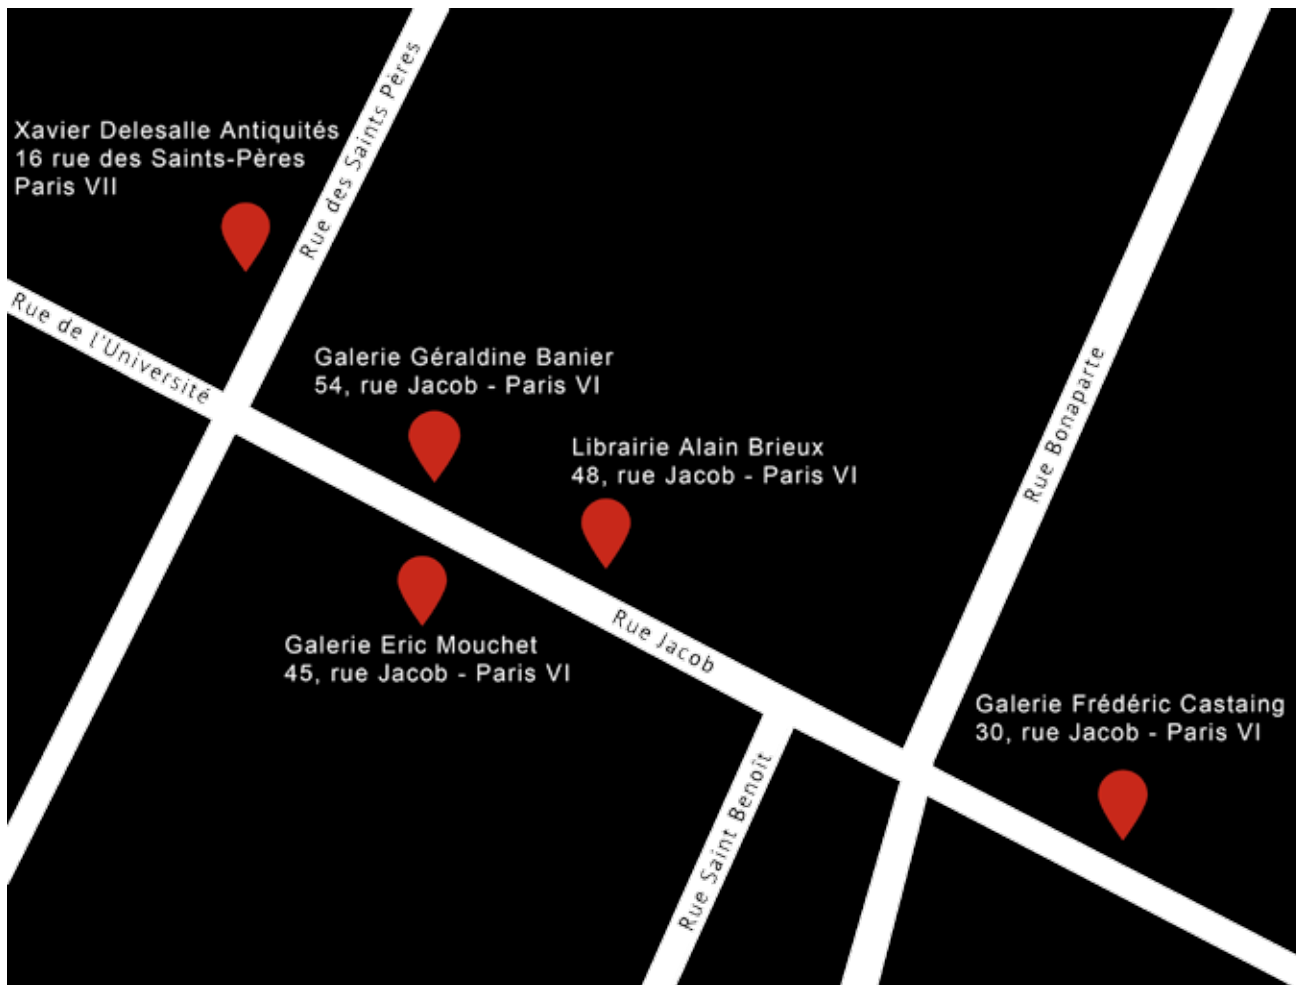 Rue des Saints Pères
Xavier Delesalle Antiquités
16 rue des Saints-Pères
Paris VII
Rue de l'Université
Galerie Géraldine Banier
54, rue Jacob - Paris VI
Rue Bonaparte
Librairie Alain Brieux
48, rue Jacob - Paris VI
Rue Jacob
Galerie Eric Mouchet
45, rue Jacob - Paris VI
Galerie Frédéric Castaing
30, rue Jacob - Paris VI
Rue Saint Benoît